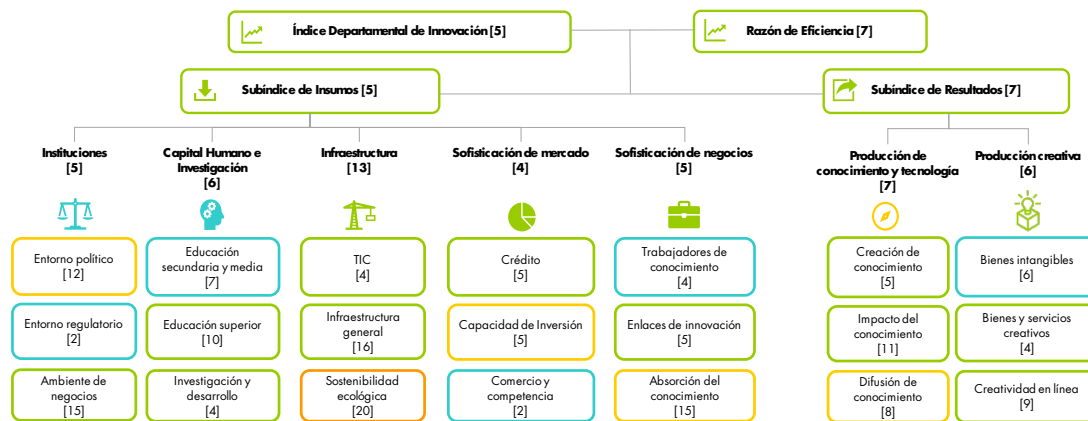 Índice Departamental de Innovación [5]
Razón de Eficiencia [7]
Subíndice de Insumos [5]
Subíndice de Resultados [7]
Instituciones
[5]
Capital Humano e
Investigación
[6]
Infraestructura
[13]
Sofisticación de mercado
[4]
Sofisticación de negocios
[5]
Producción de
conocimiento y tecnología
[7]
Producción creativa
[6]
Entorno político
[12]
Educación
secundaria y media
[7]
TIC
[4]
Crédito
[5]
Trabajadores de
conocimiento
[4]
Creación de
conocimiento
[5]
Bienes intangibles
[6]
Entorno regulatorio
[2]
Educación superior
[10]
Infraestructura
general
[16]
Capacidad de Inversión
[5]
Enlaces de innovación
[5]
Impacto del
conocimiento
[11]
Bienes y servicios
creativos
[4]
Ambiente de
negocios
[15]
Investigación y
desarrollo
[4]
Sostenibilidad
ecológica
[20]
Comercio y
competencia
[2]
Absorción del
conocimiento
[15]
Difusión de
conocimiento
[8]
Creatividad en línea
[9]